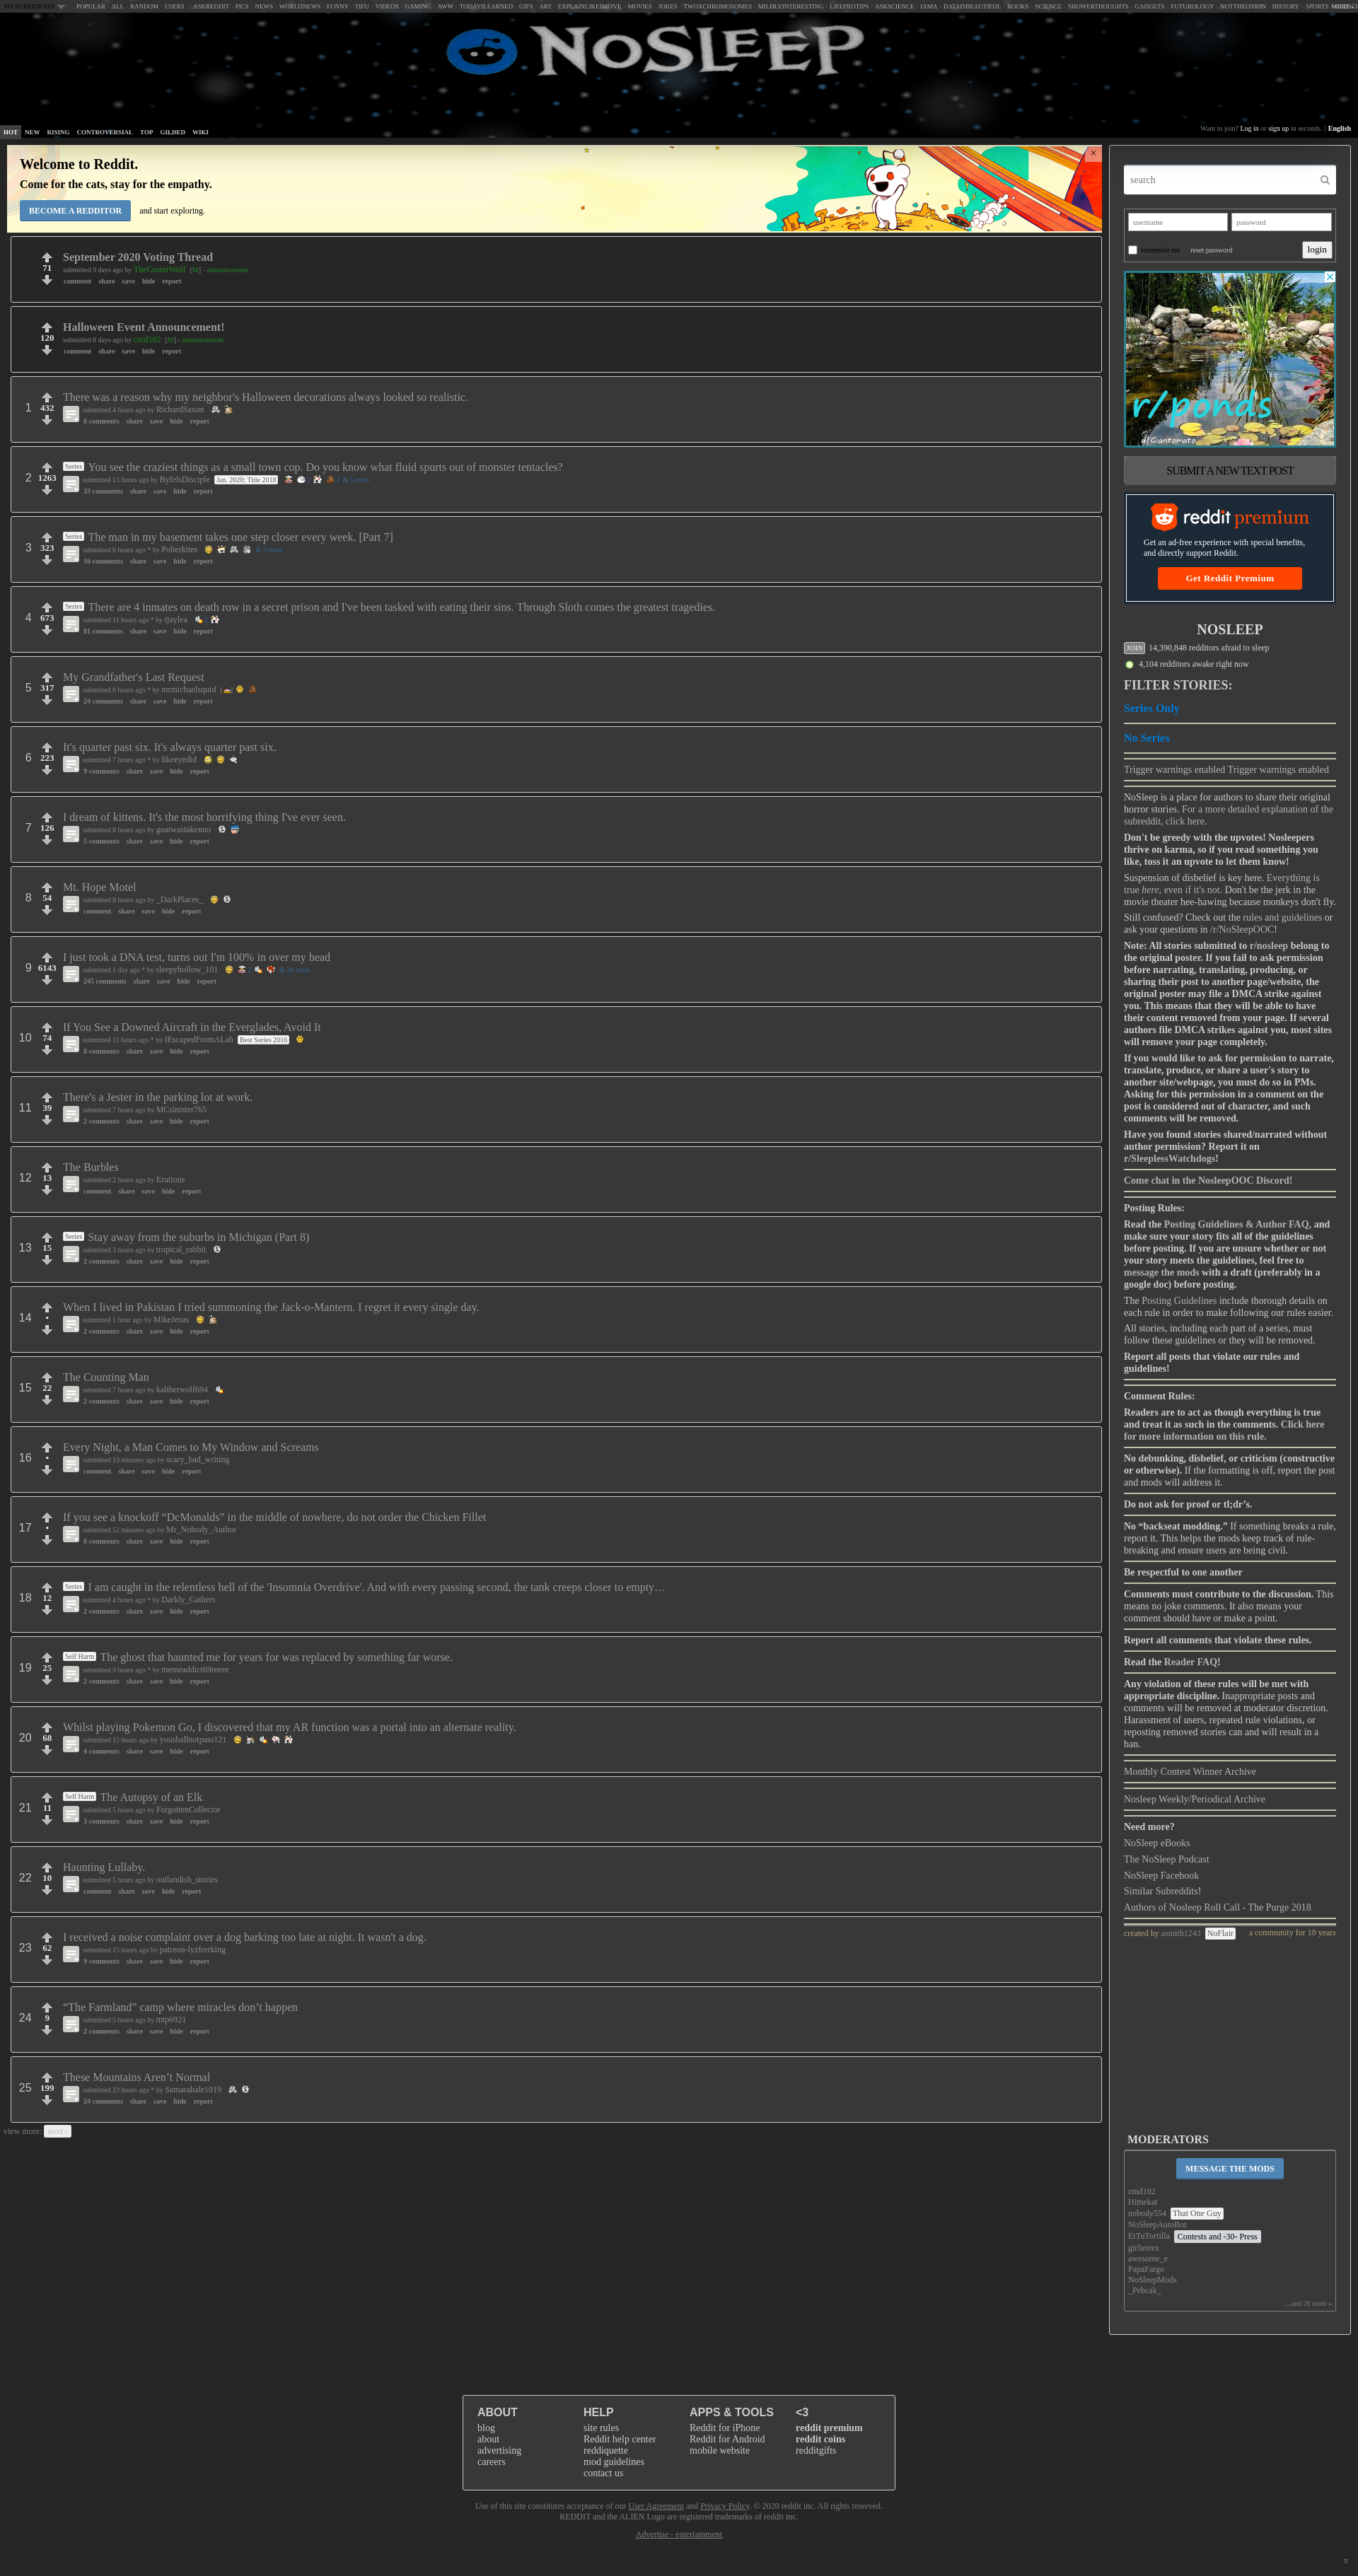 MY SUBREDDITS POPULAR - ALL - RANDOM - USERS - ASKREDDIT - PICS - NEWS - WORLDNEWS - FUNNY - TIFU - VIDEOS - GAMING - AWW - TODAYILEARNED - GIFS - ART - EXPLAINLIKEIMFIVE - MOVIES - JOKES - TWOXCHROMOSOMES - MILDLYINTERESTING - LIFEPROTIPS - ASKSCIENCE - IAMA - DATAISBEAUTIFUL - BOOKS - SCIENCE - SHOWERTHOUGHTS - GADGETS - FUTUROLOGY - NOTTHEONION - HISTORY - SPORTS
NoSleep
HOT NEW RISING CONTROVERSIAL TOP GILDED WIKI
Want to join? Log in or sign up in seconds. | English
Welcome to Reddit.
Come for the cats, stay for the empathy.
BECOME A REDDITOR and start exploring.
71
September 2020 Voting Thread
submitted 9 days ago by TheCusterWolf [M] - announcement
comment share save hide report
120
Halloween Event Announcement!
submitted 8 days ago by cmd102 [M] - announcement
comment share save hide report
1 432
There was a reason why my neighbor's Halloween decorations always looked so realistic.
submitted 4 hours ago by RichardSaxon
6 comments share save hide report
2 1263
Series You see the craziest things as a small town cop. Do you know what fluid spurts out of monster tentacles?
submitted 13 hours ago by ByfelsDisciple Jan. 2020; Title 2018 2 & 5 more
33 comments share save hide report
3 323
Series The man in my basement takes one step closer every week. [Part 7]
submitted 6 hours ago * by Polterkites & 3 more
16 comments share save hide report
4 673
Series There are 4 inmates on death row in a secret prison and I've been tasked with eating their sins. Through Sloth comes the greatest tragedies.
submitted 11 hours ago * by tjaylea 2
81 comments share save hide report
5 317
My Grandfather's Last Request
submitted 8 hours ago * by mrmichaelsquid
24 comments share save hide report
6 223
It's quarter past six. It's always quarter past six.
submitted 7 hours ago * by likeeyedid
9 comments share save hide report
7 126
I dream of kittens. It's the most horrifying thing I've ever seen.
submitted 8 hours ago by goatwastakenno
5 comments share save hide report
8 54
Mt. Hope Motel
submitted 8 hours ago by _DarkPlaces_
comment share save hide report
9 6143
I just took a DNA test, turns out I'm 100% in over my head
submitted 1 day ago * by sleepyhollow_101 2 & 26 more
245 comments share save hide report
10 74
If You See a Downed Aircraft in the Everglades, Avoid It
submitted 11 hours ago * by IEscapedFromALab Best Series 2016
8 comments share save hide report
11 39
There's a Jester in the parking lot at work.
submitted 7 hours ago by MCsinister765
2 comments share save hide report
12 13
The Burbles
submitted 2 hours ago by Erutious
comment share save hide report
13 15
Series Stay away from the suburbs in Michigan (Part 8)
submitted 3 hours ago by tropical_rabbit
2 comments share save hide report
14 •
When I lived in Pakistan I tried summoning the Jack-o-Mantern. I regret it every single day.
submitted 1 hour ago by MikeJesus
2 comments share save hide report
15 22
The Counting Man
submitted 7 hours ago by kaliberwolf694
2 comments share save hide report
16 •
Every Night, a Man Comes to My Window and Screams
submitted 19 minutes ago by scary_bad_writing
comment share save hide report
17 •
If you see a knockoff “DcMonalds” in the middle of nowhere, do not order the Chicken Fillet
submitted 52 minutes ago by Mr_Nobody_Author
6 comments share save hide report
18 12
Series I am caught in the relentless hell of the 'Insomnia Overdrive'. And with every passing second, the tank creeps closer to empty…
submitted 4 hours ago * by Darkly_Gathers
2 comments share save hide report
19 25
Self Harm The ghost that haunted me for years for was replaced by something far worse.
submitted 9 hours ago * by memeaddict69reeee
2 comments share save hide report
20 68
Whilst playing Pokemon Go, I discovered that my AR function was a portal into an alternate reality.
submitted 15 hours ago by youshallnotpass121
4 comments share save hide report
21 11
Self Harm The Autopsy of an Elk
submitted 5 hours ago by ForgottenCollector
3 comments share save hide report
22 10
Haunting Lullaby.
submitted 5 hours ago by outlandish_stories
comment share save hide report
23 62
I received a noise complaint over a dog barking too late at night. It wasn't a dog.
submitted 15 hours ago by patreon-lyzfrerking
9 comments share save hide report
24 9
“The Farmland” camp where miracles don’t happen
submitted 5 hours ago by mtp6921
2 comments share save hide report
25 199
These Mountains Aren’t Normal
submitted 23 hours ago * by Samarahale1019
24 comments share save hide report
view more: next ›
search
username password
remember me reset password login
r/ponds
u/Giantomato
SUBMIT A NEW TEXT POST
reddit premium
Get an ad-free experience with special benefits, and directly support Reddit.
Get Reddit Premium
NOSLEEP
JOIN 14,390,848 redditors afraid to sleep
4,104 redditors awake right now
FILTER STORIES:
Series Only
No Series
Trigger warnings enabled Trigger warnings enabled
NoSleep is a place for authors to share their original
horror stories. For a more detailed explanation of the
subreddit, click here.
Don't be greedy with the upvotes! Nosleepers
thrive on karma, so if you read something you
like, toss it an upvote to let them know!
Suspension of disbelief is key here. Everything is
true here, even if it's not. Don't be the jerk in the
movie theater hee-hawing because monkeys don't fly.
Still confused? Check out the rules and guidelines or
ask your questions in /r/NoSleepOOC!
Note: All stories submitted to r/nosleep belong to
the original poster. If you fail to ask permission
before narrating, translating, producing, or
sharing their post to another page/website, the
original poster may file a DMCA strike against
you. This means that they will be able to have
their content removed from your page. If several
authors file DMCA strikes against you, most sites
will remove your page completely.
If you would like to ask for permission to narrate,
translate, produce, or share a user's story to
another site/webpage, you must do so in PMs.
Asking for this permission in a comment on the
post is considered out of character, and such
comments will be removed.
Have you found stories shared/narrated without
author permission? Report it on
r/SleeplessWatchdogs!
Come chat in the NosleepOOC Discord!
Posting Rules:
Read the Posting Guidelines & Author FAQ, and
make sure your story fits all of the guidelines
before posting. If you are unsure whether or not
your story meets the guidelines, feel free to
message the mods with a draft (preferably in a
google doc) before posting.
The Posting Guidelines include thorough details on
each rule in order to make following our rules easier.
All stories, including each part of a series, must
follow these guidelines or they will be removed.
Report all posts that violate our rules and
guidelines!
Comment Rules:
Readers are to act as though everything is true
and treat it as such in the comments. Click here
for more information on this rule.
No debunking, disbelief, or criticism (constructive
or otherwise). If the formatting is off, report the post
and mods will address it.
Do not ask for proof or tl;dr’s.
No “backseat modding.” If something breaks a rule,
report it. This helps the mods keep track of rule-
breaking and ensure users are being civil.
Be respectful to one another
Comments must contribute to the discussion. This
means no joke comments. It also means your
comment should have or make a point.
Report all comments that violate these rules.
Read the Reader FAQ!
Any violation of these rules will be met with
appropriate discipline. Inappropriate posts and
comments will be removed at moderator discretion.
Harassment of users, repeated rule violations, or
reposting removed stories can and will result in a
ban.
Monthly Contest Winner Archive
Nosleep Weekly/Periodical Archive
Need more?
NoSleep eBooks
The NoSleep Podcast
NoSleep Facebook
Similar Subreddits!
Authors of Nosleep Roll Call - The Purge 2018
created by asmith1243 NoFlair a community for 10 years
MODERATORS
MESSAGE THE MODS
cmd102
Himekat
nobody554 That One Guy
NoSleepAutoBot
EtTuTortilla Contests and -30- Press
girlietrex
awesome_e
PapaFargo
NoSleepMods
_Pebcak_
...and 28 more »
ABOUT
blog
about
advertising
careers
HELP
site rules
Reddit help center
reddiquette
mod guidelines
contact us
APPS & TOOLS
Reddit for iPhone
Reddit for Android
mobile website
<3
reddit premium
reddit coins
redditgifts
Use of this site constitutes acceptance of our User Agreement and Privacy Policy. © 2020 reddit inc. All rights reserved.
REDDIT and the ALIEN Logo are registered trademarks of reddit inc.
Advertise - entertainment
π